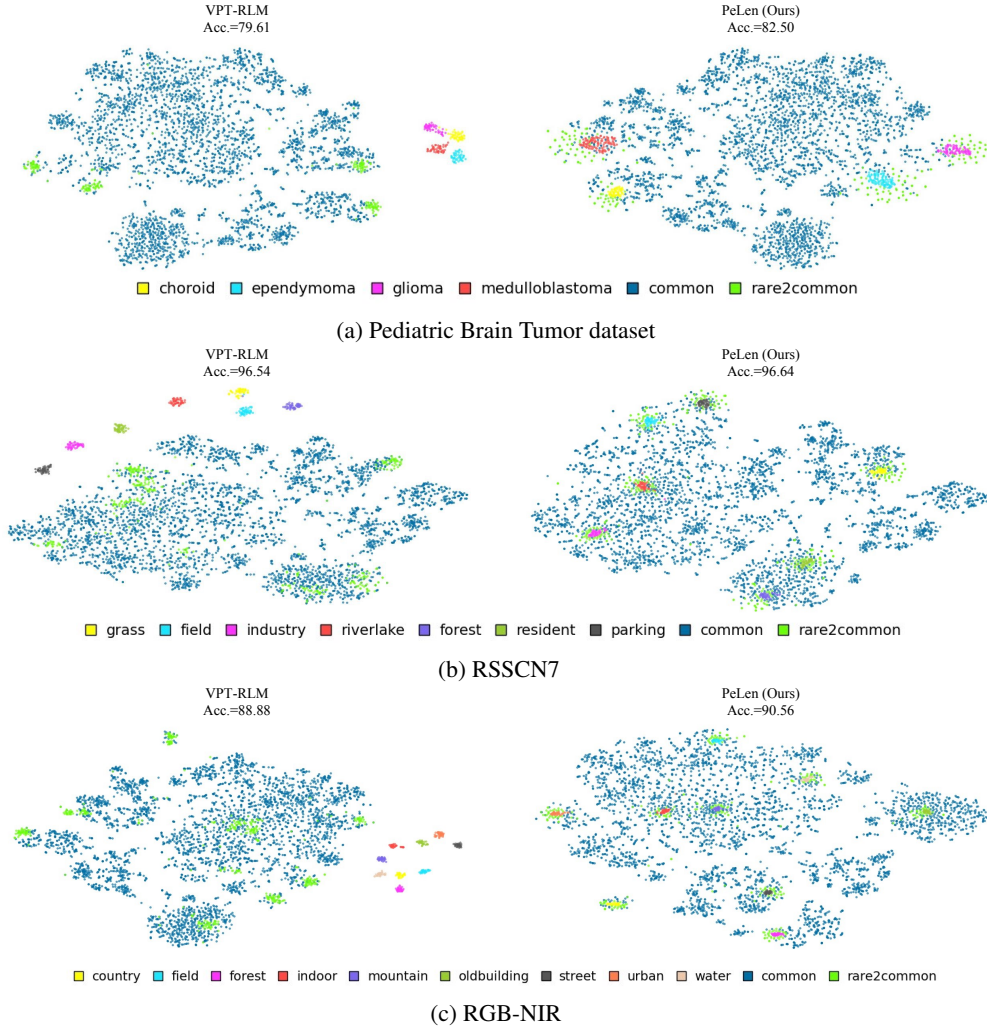 VPT-RLM
Acc.=79.61
PeLen (Ours)
Acc.=82.50
choroid ependymoma glioma medulloblastoma common rare2common
(a) Pediatric Brain Tumor dataset
VPT-RLM
Acc.=96.54
PeLen (Ours)
Acc.=96.64
grass field industry riverlake forest resident parking common rare2common
(b) RSSCN7
VPT-RLM
Acc.=88.88
PeLen (Ours)
Acc.=90.56
country field forest indoor mountain oldbuilding street urban water common rare2common
(c) RGB-NIR